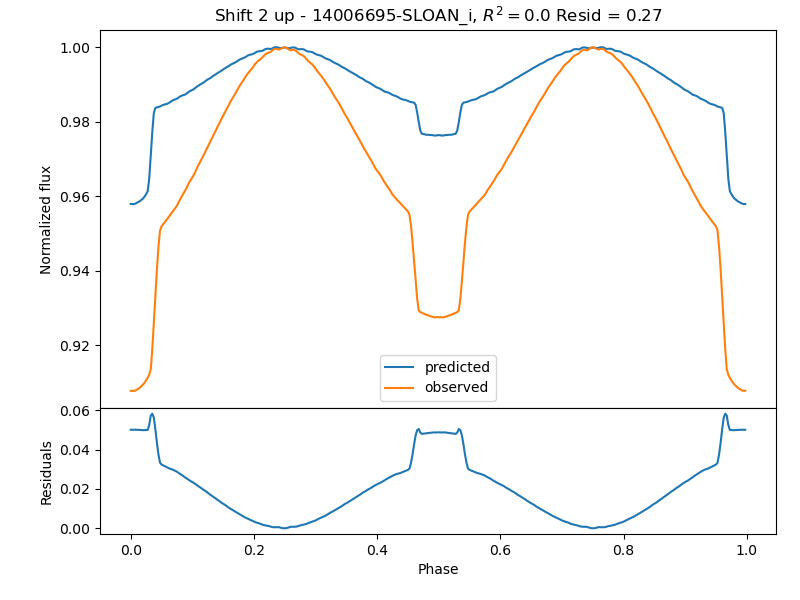 Shift 2 up - 14006695-SLOAN_i, R² = 0.0 Resid = 0.27
1.00
0.98
0.96
0.94
0.92
Normalized flux
predicted
observed
0.06
0.04
0.02
0.00
Residuals
0.0 0.2 0.4 0.6 0.8 1.0
Phase